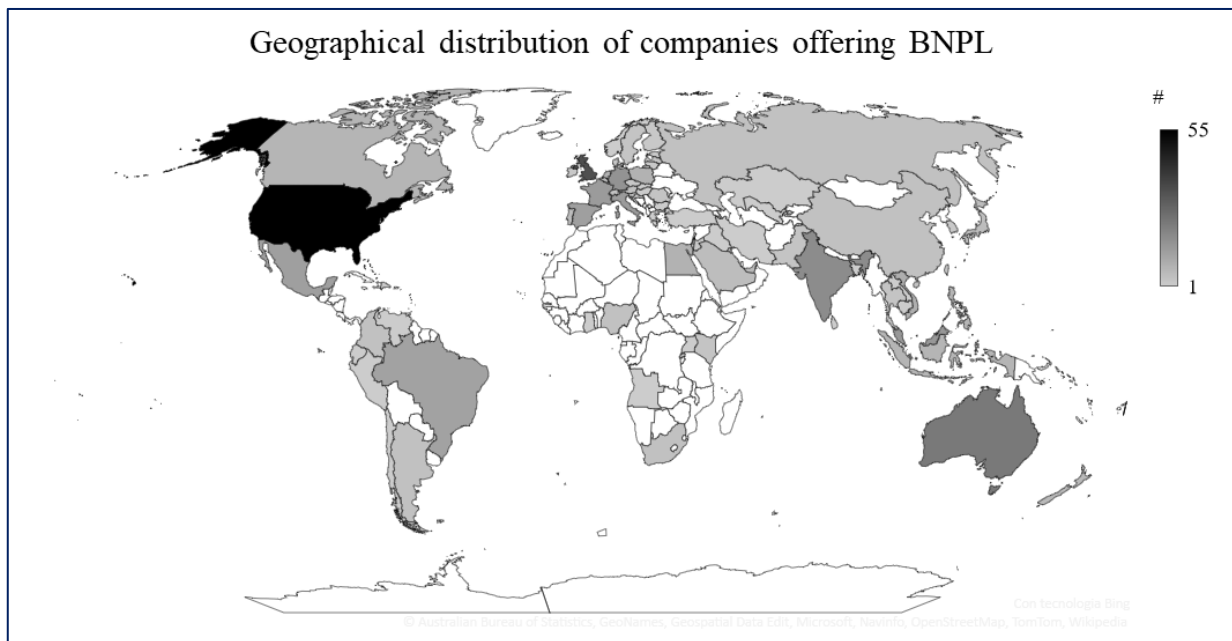 Geographical distribution of companies offering BNPL
#
55
1
Con tecnologia Bing
© Australian Bureau of Statistics, GeoNames, Geospatial Data Edit, Microsoft, Navinfo, OpenStreetMap, TomTom, Wikipedia